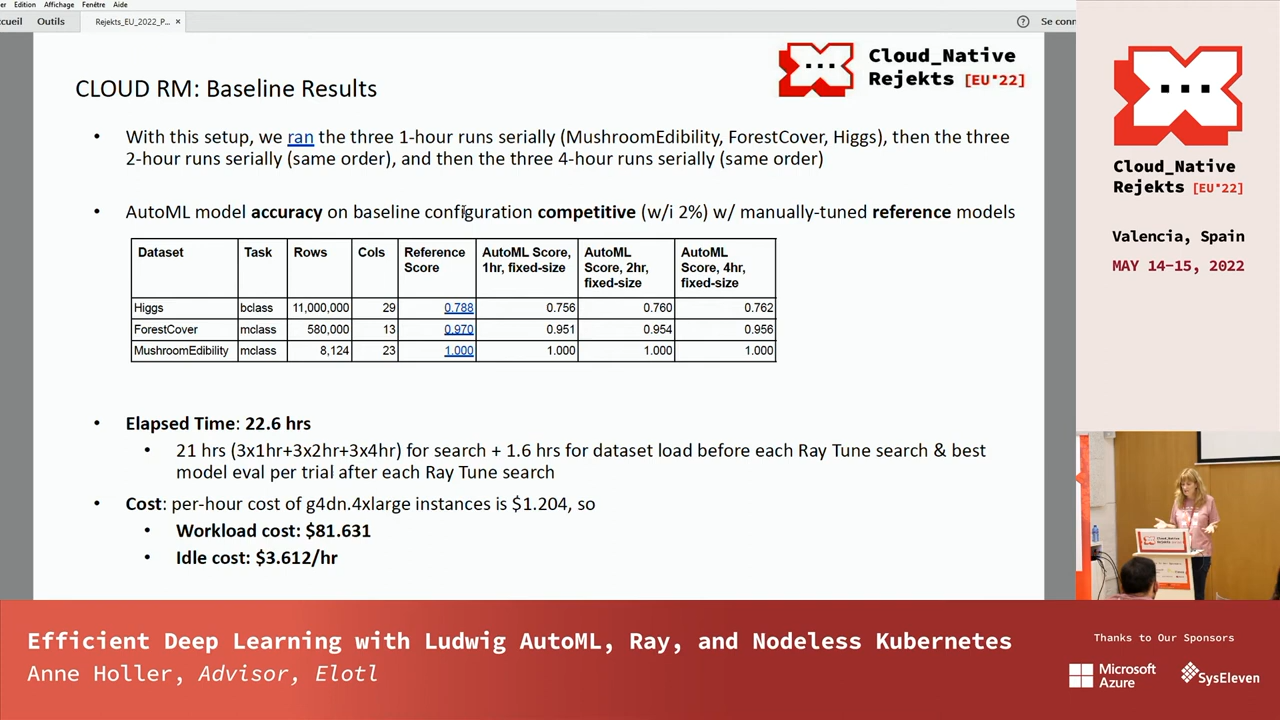 Edition Affichage Fenêtre Aide
cueil Outils Rejekts_EU_2022_P... × ? Se conn
CLOUD RM: Baseline Results
Cloud_Native
Rejekts [EU*22]
• With this setup, we ran the three 1-hour runs serially (MushroomEdibility, ForestCover, Higgs), then the three
2-hour runs serially (same order), and then the three 4-hour runs serially (same order)
• AutoML model accuracy on baseline configuration competitive (w/i 2%) w/ manually-tuned reference models
Dataset Task Rows Cols Reference Score AutoML Score, 1hr, fixed-size AutoML Score, 2hr, fixed-size AutoML Score, 4hr, fixed-size
Higgs bclass 11,000,000 29 0.788 0.756 0.760 0.762
ForestCover mclass 580,000 13 0.970 0.951 0.954 0.956
MushroomEdibility mclass 8,124 23 1.000 1.000 1.000 1.000
• Elapsed Time: 22.6 hrs
• 21 hrs (3x1hr+3x2hr+3x4hr) for search + 1.6 hrs for dataset load before each Ray Tune search & best
model eval per trial after each Ray Tune search
• Cost: per-hour cost of g4dn.4xlarge instances is $1.204, so
• Workload cost: $81.631
• Idle cost: $3.612/hr
Cloud_Native
Rejekts [EU*22]
Valencia, Spain
MAY 14-15, 2022
Cloud_Native
Rejekts
Efficient Deep Learning with Ludwig AutoML, Ray, and Nodeless Kubernetes
Anne Holler, Advisor, Elotl
Thanks to Our Sponsors
Microsoft
Azure
SysEleven